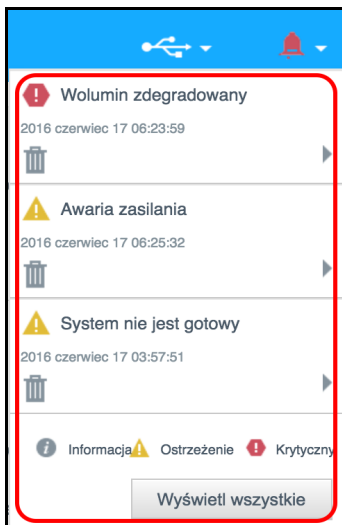 Wolumin zdegradowany
2016 czerwiec 17 06:23:59
Awaria zasilania
2016 czerwiec 17 06:25:32
System nie jest gotowy
2016 czerwiec 17 03:57:51
Informacja Ostrzeżenie Krytyczny
Wyświetl wszystkie